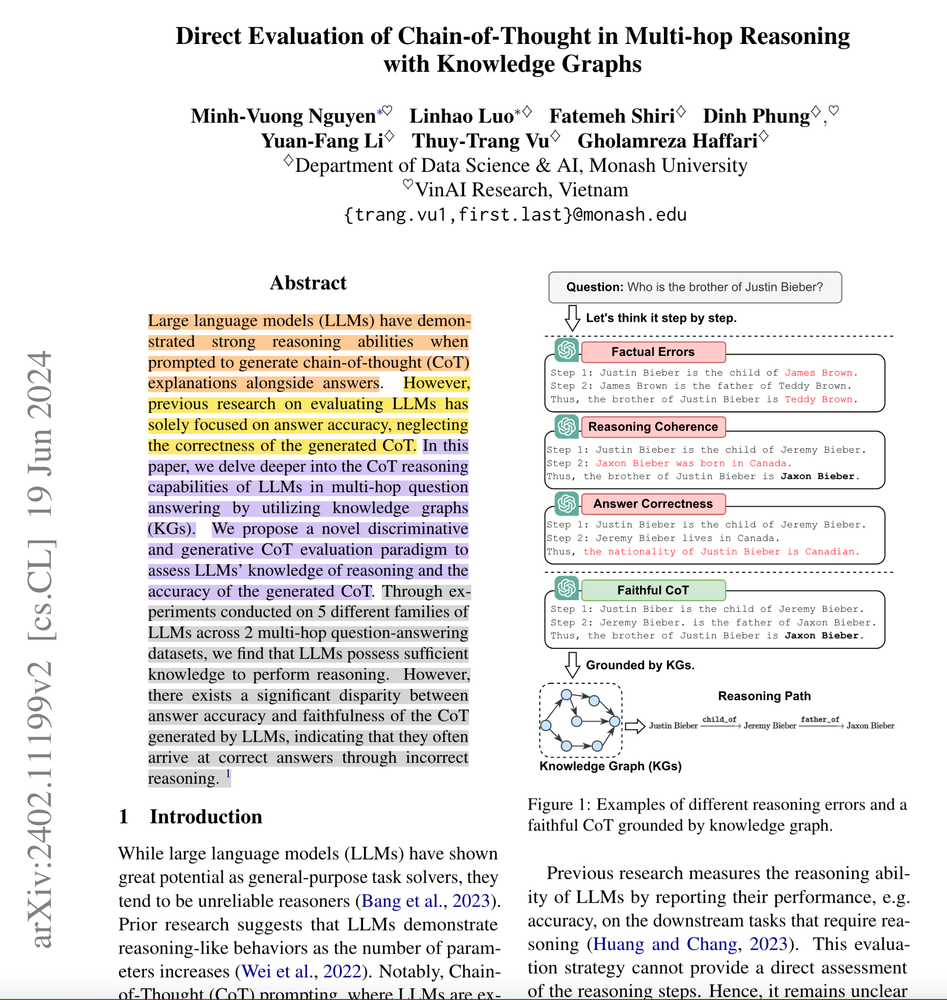 Direct Evaluation of Chain-of-Thought in Multi-hop Reasoning
with Knowledge Graphs
Minh-Vuong Nguyen*♡ Linhao Luo*♢ Fatemeh Shiri♢ Dinh Phung♢,♡
Yuan-Fang Li♢ Thuy-Trang Vu♢ Gholamreza Haffari♢
♢Department of Data Science & AI, Monash University
♡VinAI Research, Vietnam
{trang.vu1,first.last}@monash.edu
arXiv:2402.11199v2 [cs.CL] 19 Jun 2024
Abstract
Large language models (LLMs) have demon-
strated strong reasoning abilities when
prompted to generate chain-of-thought (CoT)
explanations alongside answers. However,
previous research on evaluating LLMs has
solely focused on answer accuracy, neglecting
the correctness of the generated CoT. In this
paper, we delve deeper into the CoT reasoning
capabilities of LLMs in multi-hop question
answering by utilizing knowledge graphs
(KGs). We propose a novel discriminative
and generative CoT evaluation paradigm to
assess LLMs’ knowledge of reasoning and the
accuracy of the generated CoT. Through ex-
periments conducted on 5 different families of
LLMs across 2 multi-hop question-answering
datasets, we find that LLMs possess sufficient
knowledge to perform reasoning. However,
there exists a significant disparity between
answer accuracy and faithfulness of the CoT
generated by LLMs, indicating that they often
arrive at correct answers through incorrect
reasoning. 1
1 Introduction
While large language models (LLMs) have shown
great potential as general-purpose task solvers, they
tend to be unreliable reasoners (Bang et al., 2023).
Prior research suggests that LLMs demonstrate
reasoning-like behaviors as the number of param-
eters increases (Wei et al., 2022). Notably, Chain-
of-Thought (CoT) prompting, where LLMs are ex-
Question: Who is the brother of Justin Bieber?
Let's think it step by step.
Factual Errors
Step 1: Justin Bieber is the child of James Brown.
Step 2: James Brown is the father of Teddy Brown.
Thus, the brother of Justin Bieber is Teddy Brown.
Reasoning Coherence
Step 1: Justin Bieber is the child of Jeremy Bieber.
Step 2: Jaxon Bieber was born in Canada.
Thus, the brother of Justin Bieber is Jaxon Bieber.
Answer Correctness
Step 1: Justin Bieber is the child of Jeremy Bieber.
Step 2: Jeremy Bieber lives in Canada.
Thus, the nationality of Justin Bieber is Canadian.
Faithful CoT
Step 1: Justin Biber is the child of Jeremy Bieber.
Step 2: Jeremy Bieber. is the father of Jaxon Bieber.
Thus, the brother of Justin Bieber is Jaxon Bieber.
Grounded by KGs.
Reasoning Path
Justin Bieber child_of Jeremy Bieber father_of Jaxon Bieber
Knowledge Graph (KGs)
Figure 1: Examples of different reasoning errors and a
faithful CoT grounded by knowledge graph.
Previous research measures the reasoning abil-
ity of LLMs by reporting their performance, e.g.
accuracy, on the downstream tasks that require rea-
soning (Huang and Chang, 2023). This evalua-
tion strategy cannot provide a direct assessment
of the reasoning steps. Hence, it remains unclear